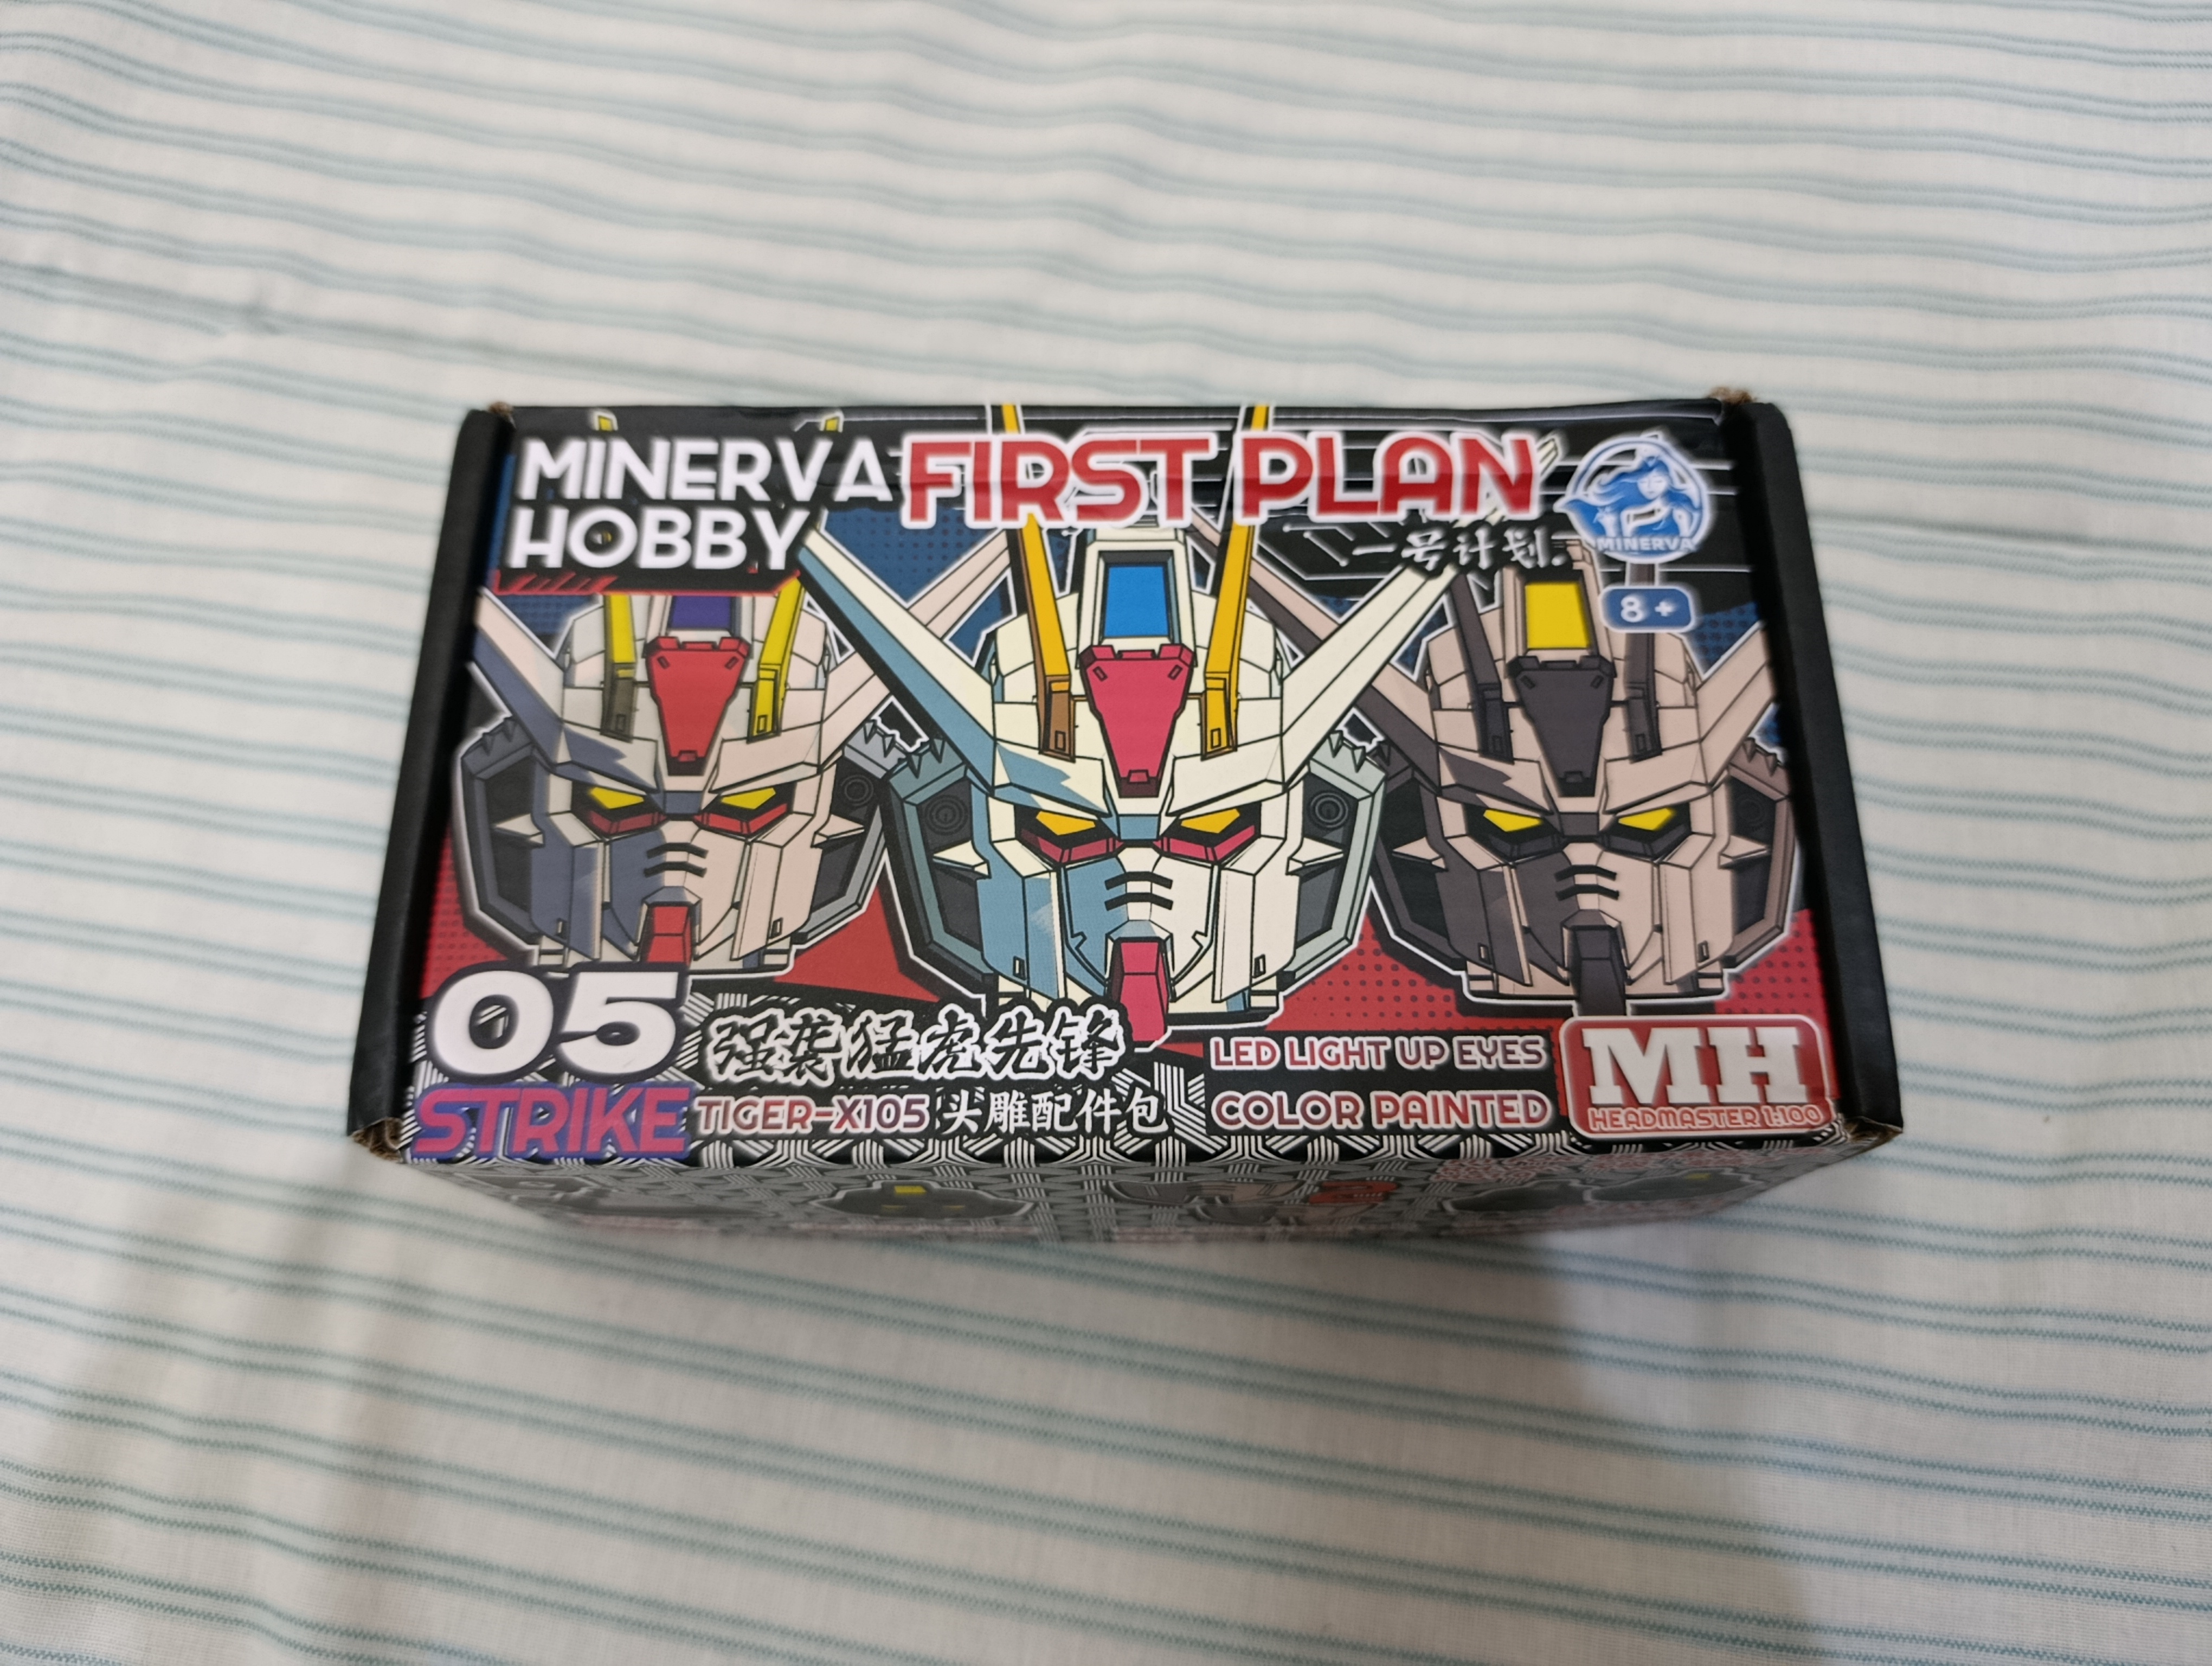 MINERVA
HOBBY
FIRST PLAN
一号计划.
MINERVA
8+
05
STRIKE
强袭猛虎先锋
TIGER-X105 头雕配件包
LED LIGHT UP EYES
COLOR PAINTED
MH
HEADMASTER 1:100